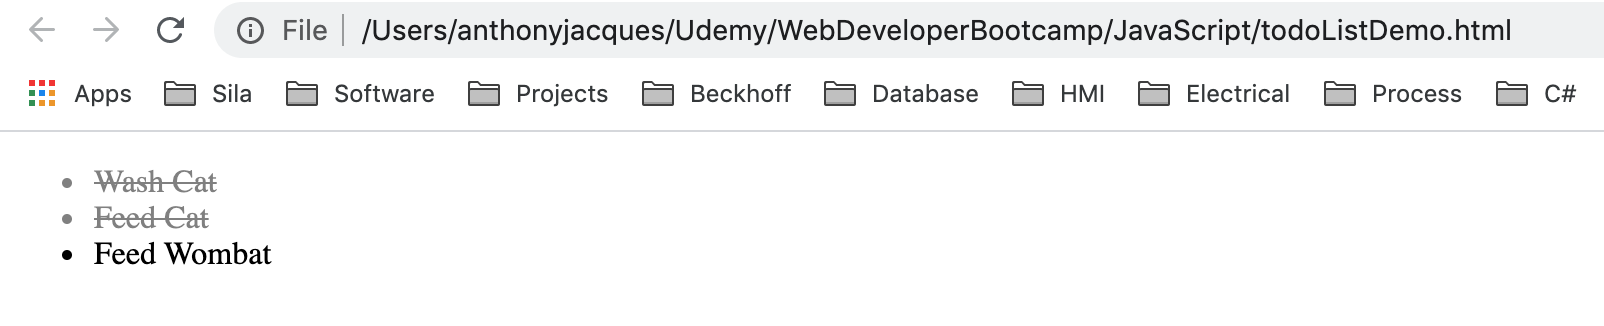 File /Users/anthonyjacques/Udemy/WebDeveloperBootcamp/JavaScript/todoListDemo.html
Apps Sila Software Projects Beckhoff Database HMI Electrical Process C#
Wash Cat
Feed Cat
Feed Wombat